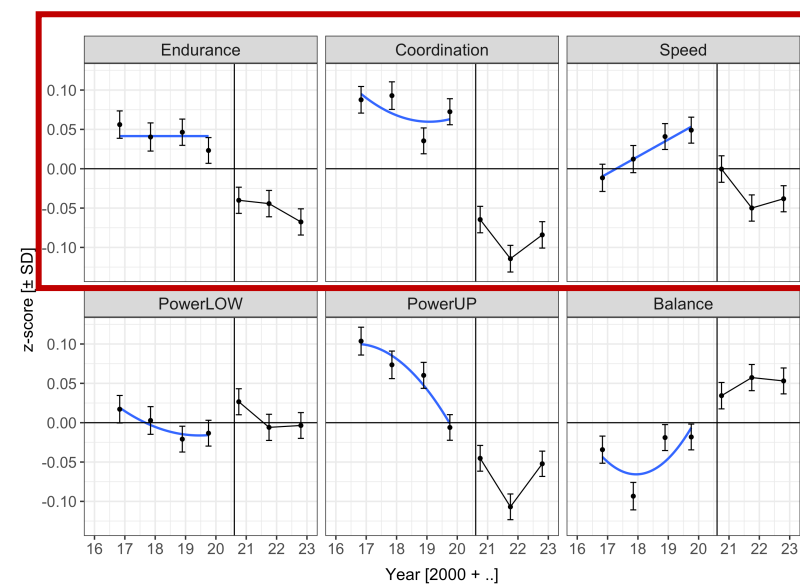 Endurance Coordination Speed
0.10
0.05
0.00
-0.05
-0.10
z-score [± SD]
PowerLOW PowerUP Balance
0.10
0.05
0.00
-0.05
-0.10
16 17 18 19 20 21 22 23 16 17 18 19 20 21 22 23 16 17 18 19 20 21 22 23
Year [2000 + ..]